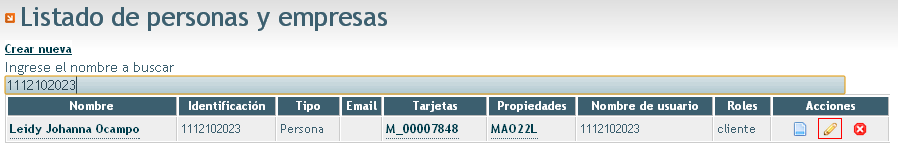 Listado de personas y empresas
Crear nueva
Ingrese el nombre a buscar
1112102023
Nombre Identificación Tipo Email Tarjetas Propiedades Nombre de usuario Roles Acciones
Leidy Johanna Ocampo 1112102023 Persona M_00007848 MAO22L 1112102023 cliente